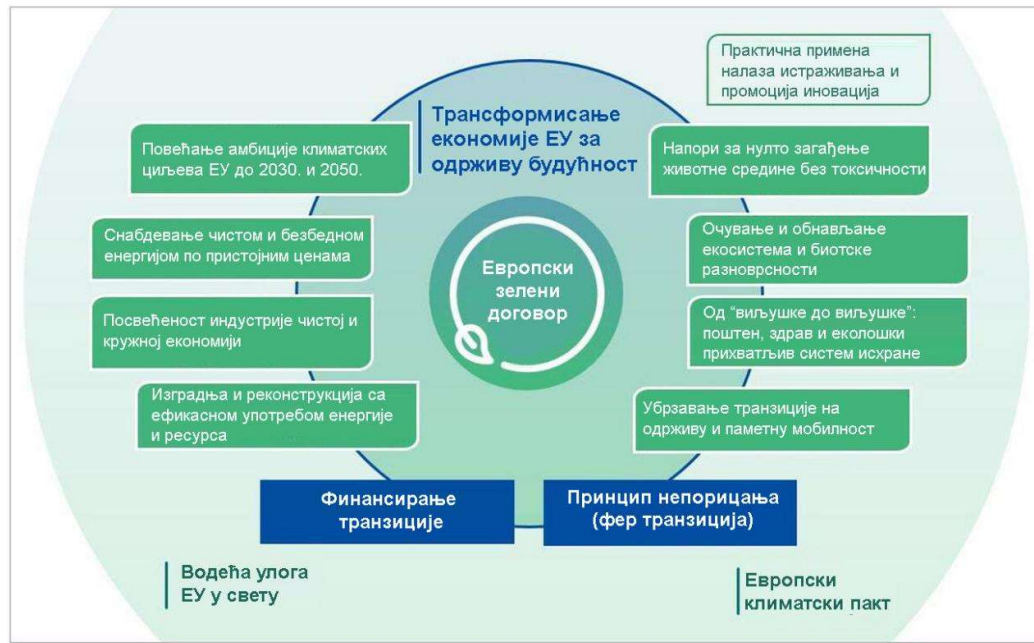 Практична примена
налаза истраживања и
промоција иновација
Трансформисање
економије ЕУ за
одрживу будућност
Повећање амбиције климатских
циљева ЕУ до 2030. и 2050.
Снабдевање чистом и безбедном
енергијом по пристојним ценама
Посвећеност индустрије чистој и
кружној економији
Изградња и реконструкција са
ефикасном употребом енергије
и ресурса
Европски
зелени
договор
Напори за нулто загађење
животне средине без токсичности
Очување и обнављање
екосистема и биотске
разноврсности
Од “виљушке до виљушке”:
поштен, здрав и еколошки
прихватљив систем исхране
Убрзавање транзиције на
одрживу и паметну мобилност
Финансирање
транзиције
Принцип непорицања
(фер транзиција)
Водећа улога
ЕУ у свету
Европски
климатски пакт